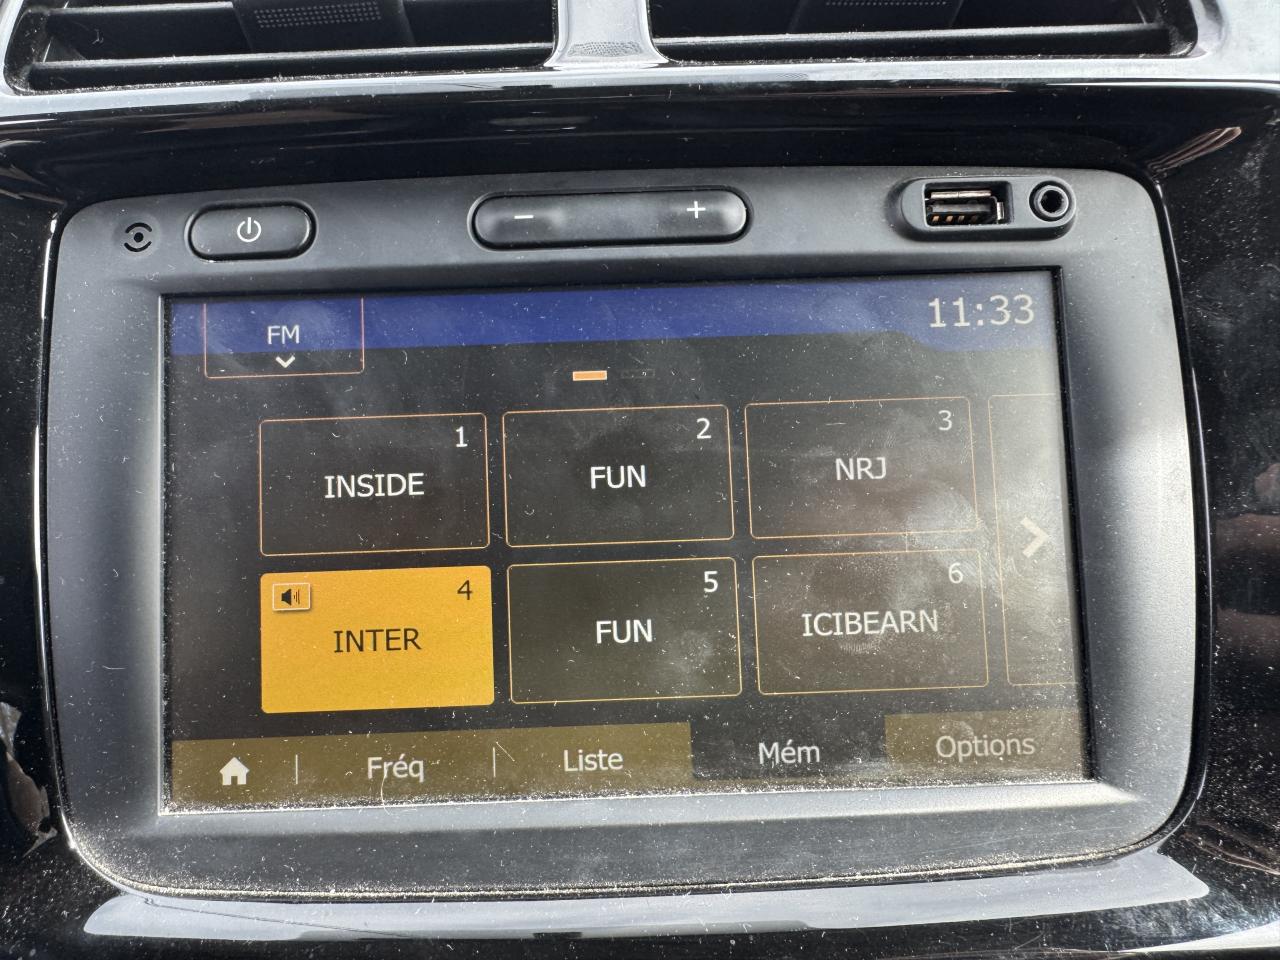 − +
FM
11:33
1
INSIDE
2
FUN
3
NRJ
4
INTER
5
FUN
6
ICIBEARN
Fréq
Liste
Mém
Options